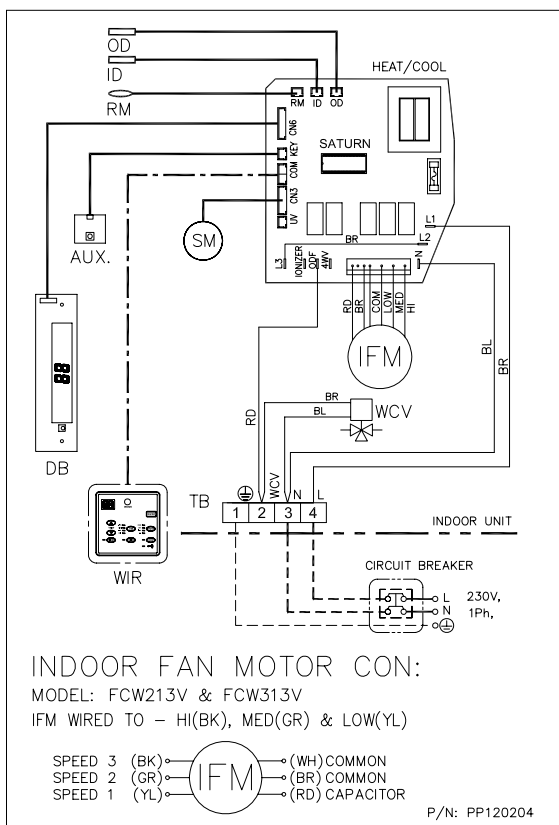 OD
ID
RM
HEAT/COOL
RM ID OD
CN6
KEY
COM
CN3
UV
SATURN
AUX.
SM
L1
BR
L2
L3
IONIZER
ODF
4WV
N
RD
BR
COM
LOW
MED
HI
IFM
BL
BR
88
DB
RD
BR
BL
WCV
WCV
N
L
TB
1 2 3 4
INDOOR UNIT
WIR
CIRCUIT BREAKER
L
N
230V,
1Ph,
INDOOR FAN MOTOR CON:
MODEL: FCW213V & FCW313V
IFM WIRED TO – HI(BK), MED(GR) & LOW(YL)
SPEED 3 (BK) (WH) COMMON
SPEED 2 (GR) IFM (BR) COMMON
SPEED 1 (YL) (RD) CAPACITOR
P/N: PP120204